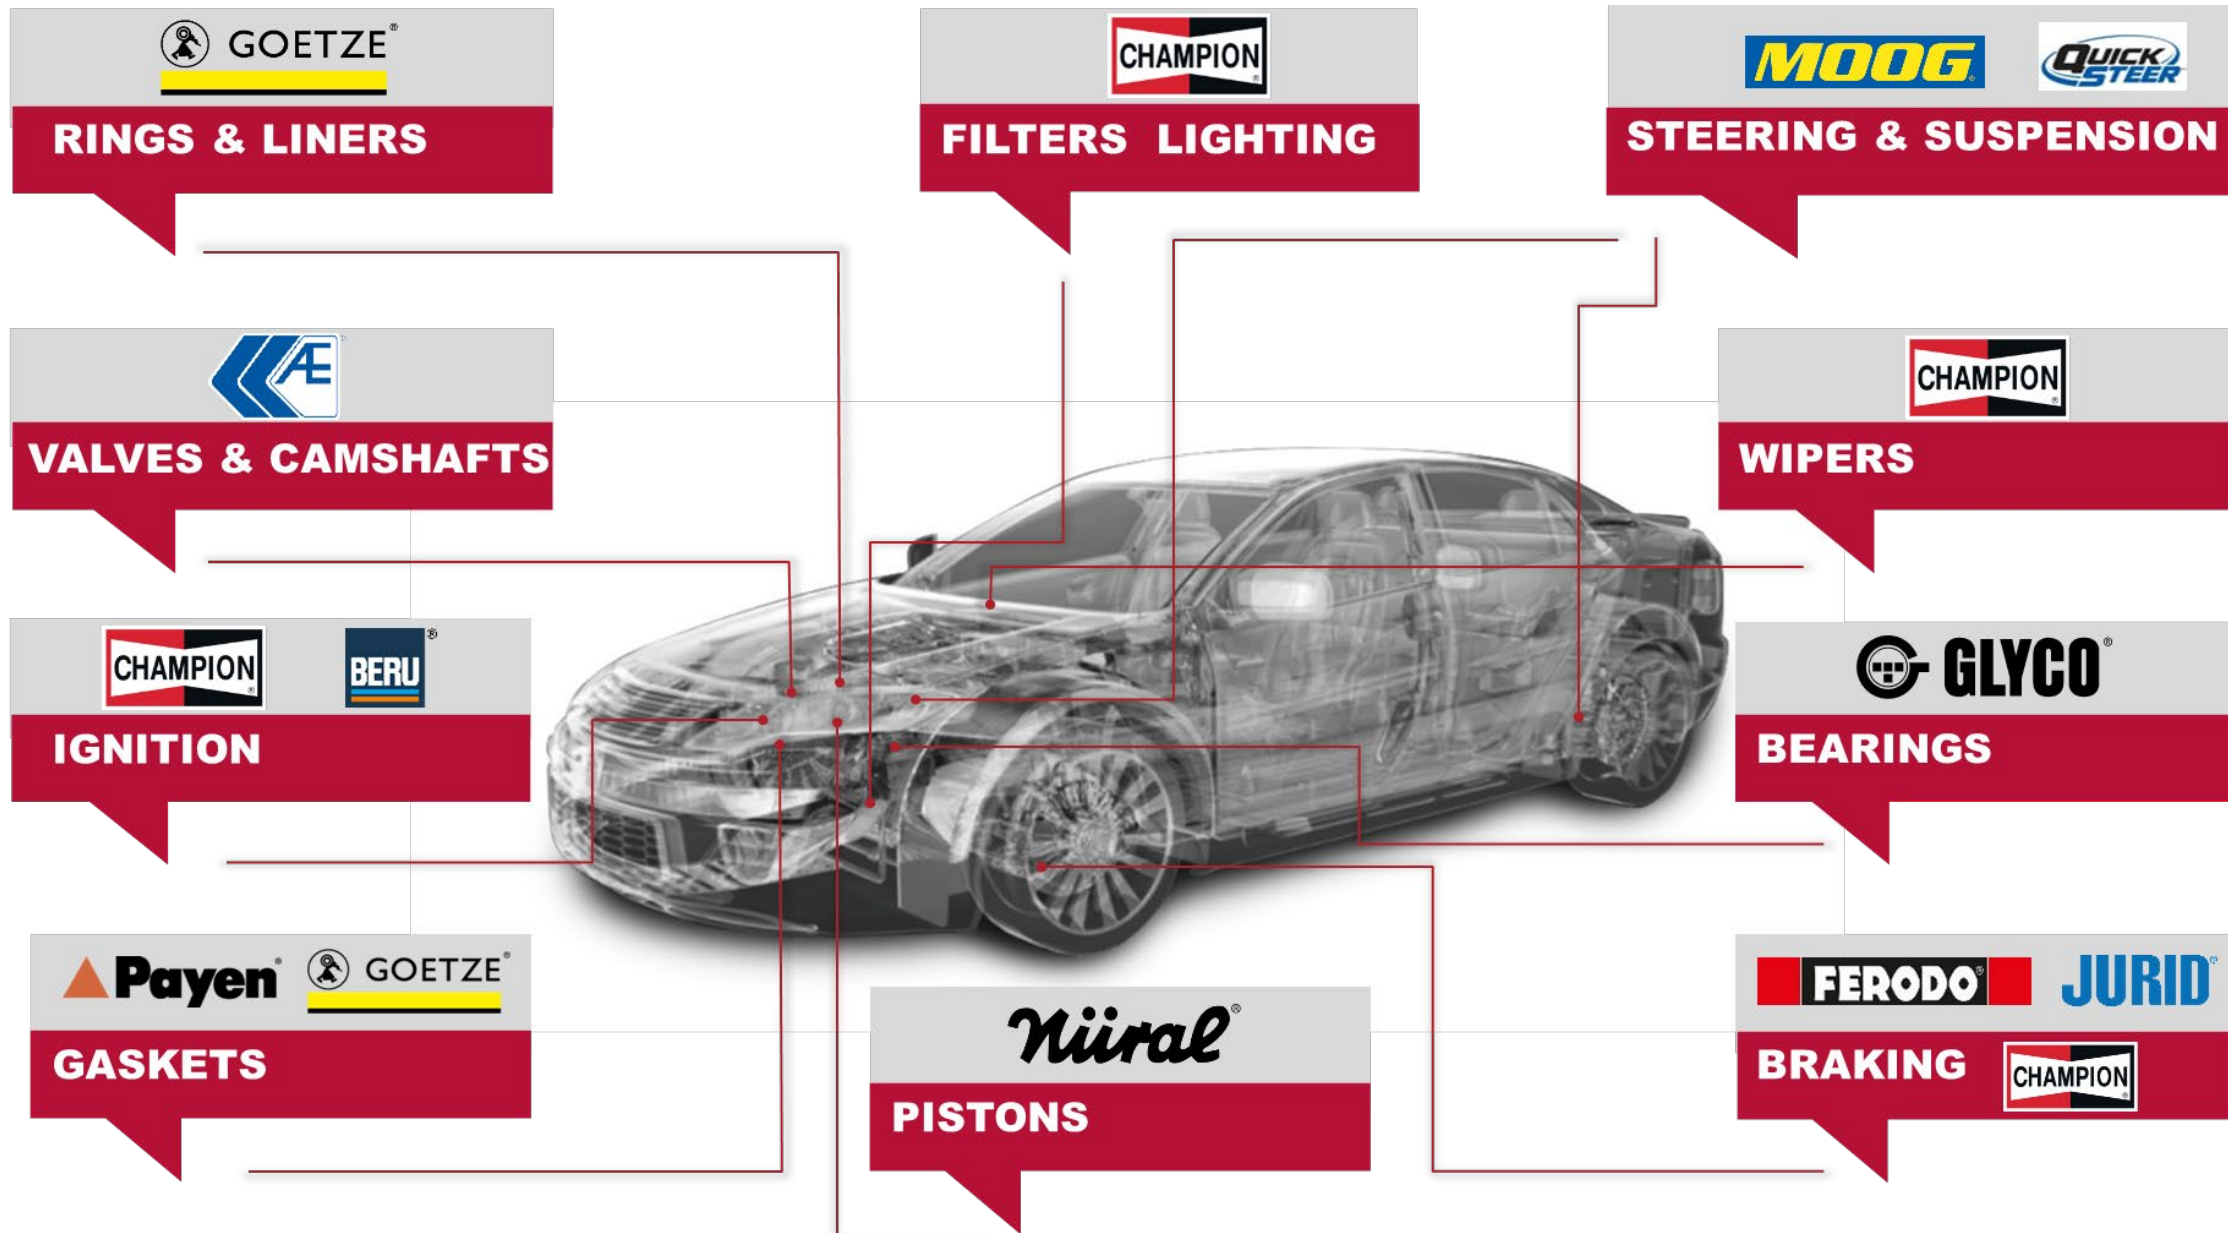 GOETZE®
RINGS & LINERS
CHAMPION®
FILTERS LIGHTING
MOOG
QUICK
STEER
STEERING & SUSPENSION
Æ
VALVES & CAMSHAFTS
CHAMPION®
WIPERS
CHAMPION®
BERU®
IGNITION
GLYCO®
BEARINGS
Payen®
GOETZE®
GASKETS
Nüral®
PISTONS
FERODO®
JURID®
BRAKING
CHAMPION®